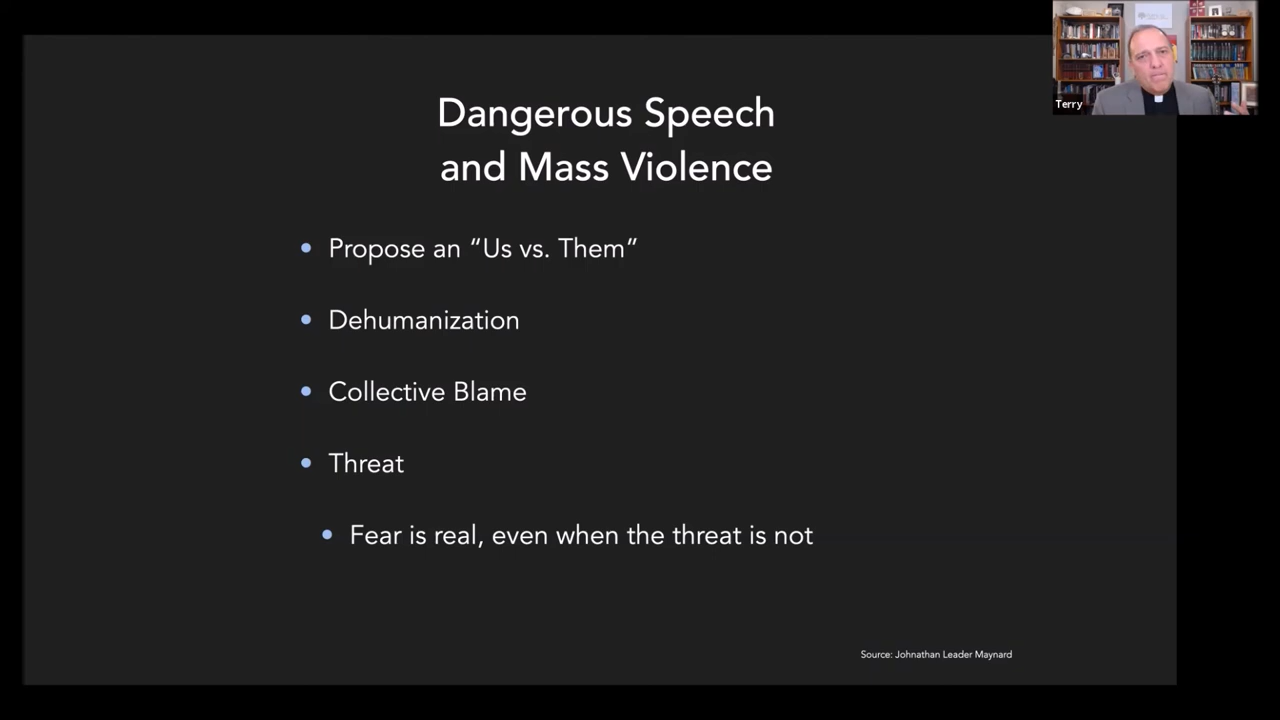 Terry
Dangerous Speech
and Mass Violence
• Propose an “Us vs. Them”
• Dehumanization
• Collective Blame
• Threat
• Fear is real, even when the threat is not
Source: Johnathan Leader Maynard